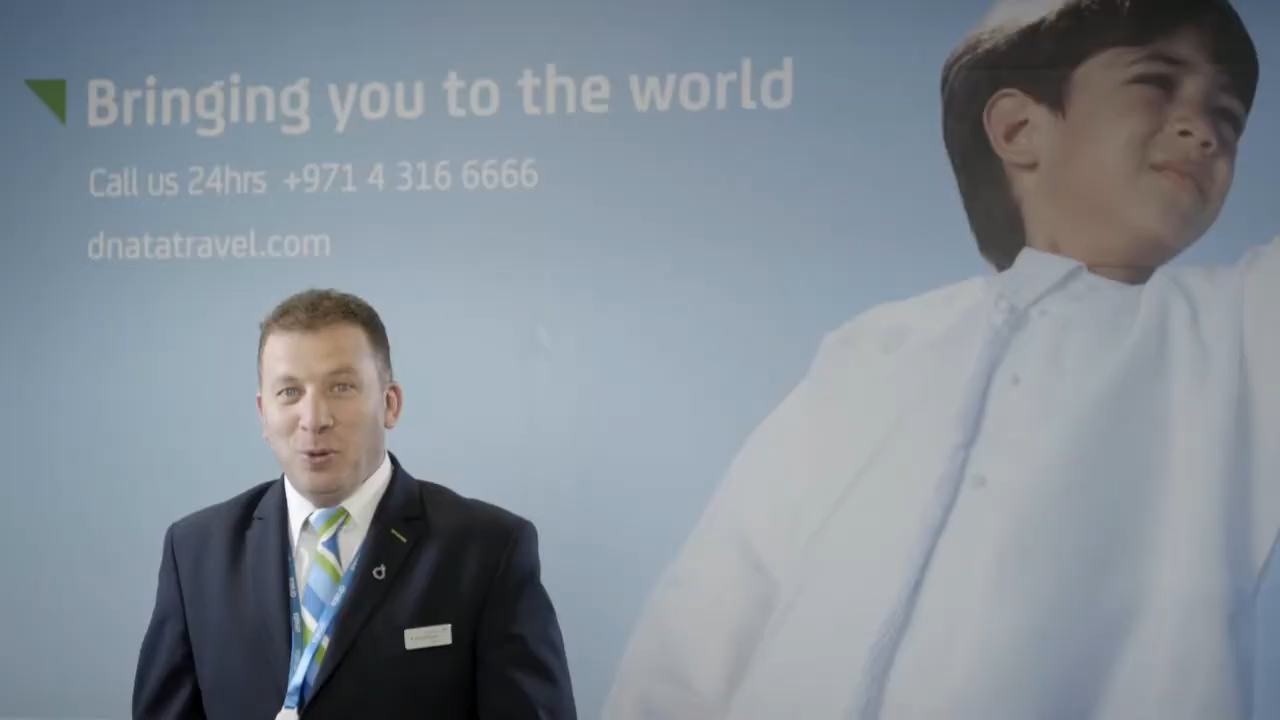 Bringing you to the world
Call us 24hrs +971 4 316 6666
dnatatravel.com